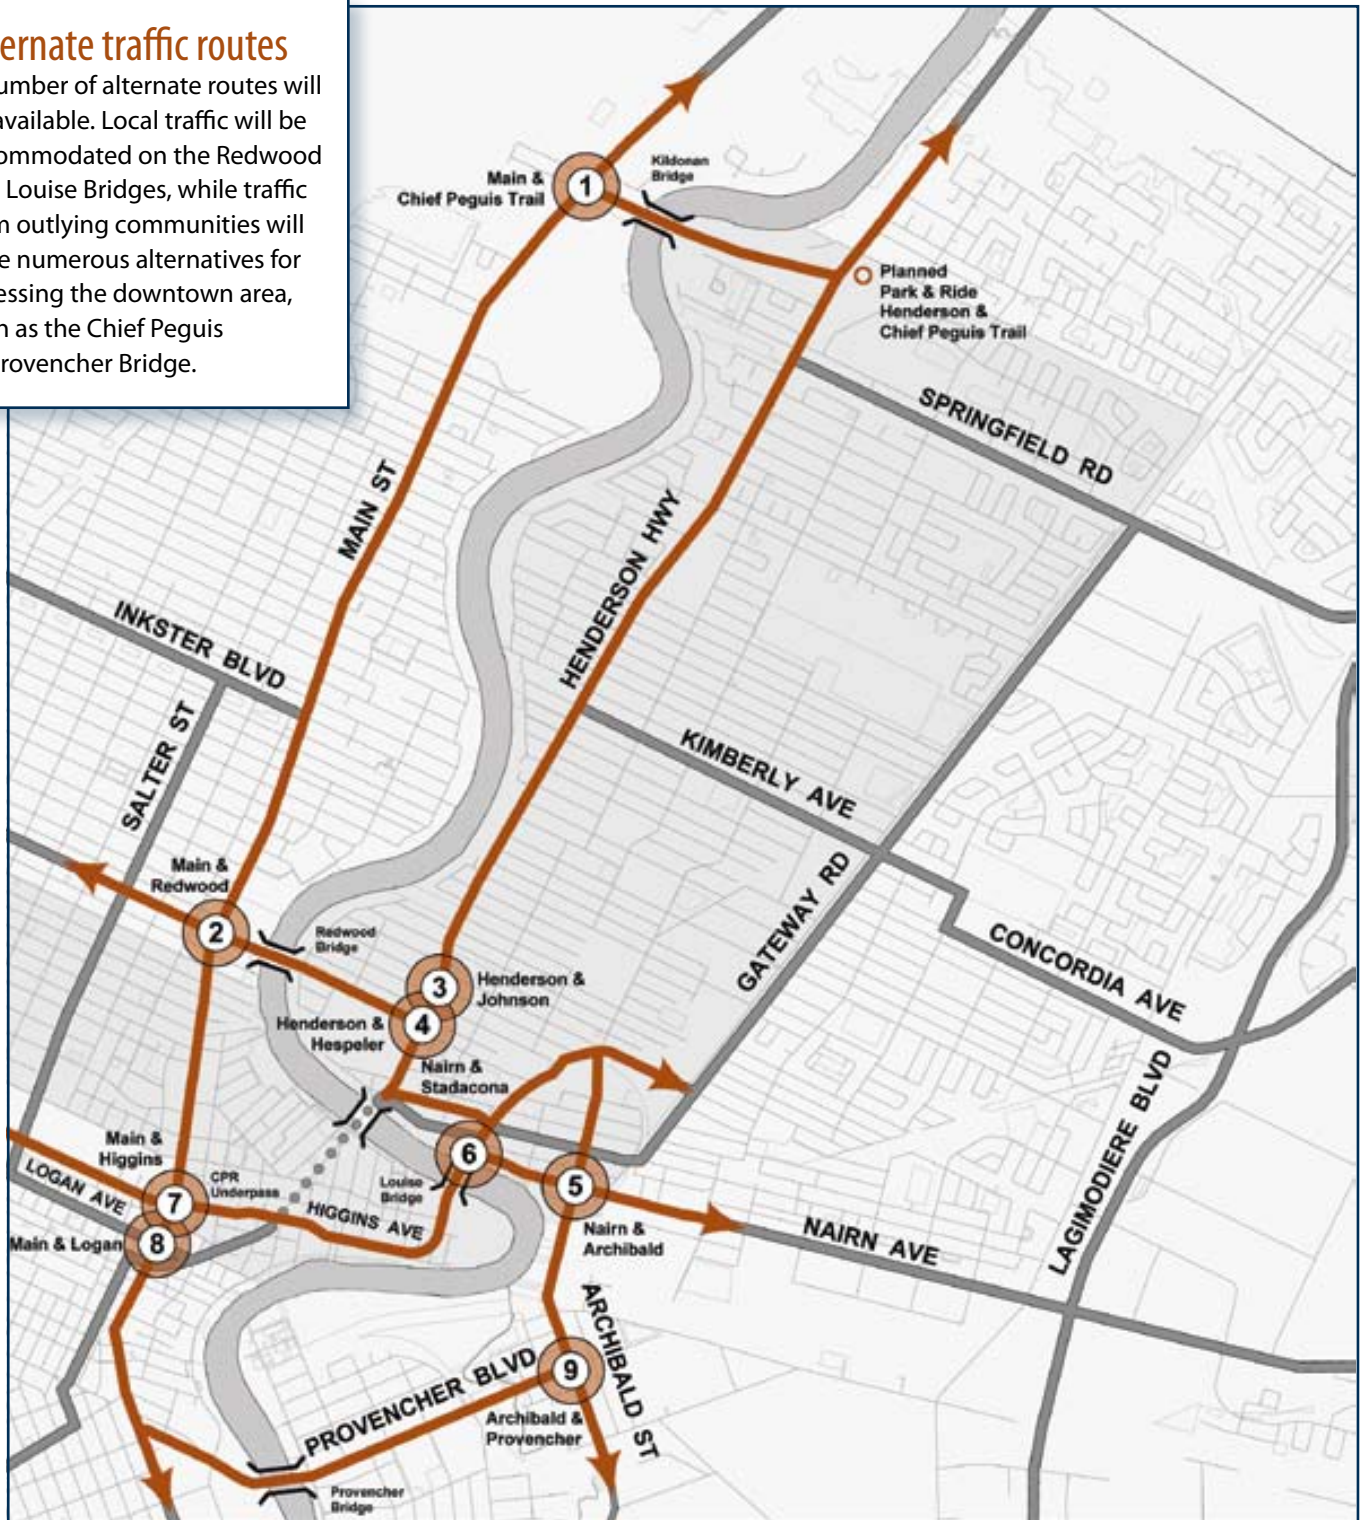 ernate traffic routes
umber of alternate routes will
available. Local traffic will be
ommodated on the Redwood
Louise Bridges, while traffic
m outlying communities will
e numerous alternatives for
essing the downtown area,
h as the Chief Peguis
rovencher Bridge.
Main &
Chief Peguis Trail
1
Kildonan
Bridge
Planned
Park & Ride
Henderson &
Chief Peguis Trail
SPRINGFIELD RD
MAIN ST
HENDERSON HWY
INKSTER BLVD
SALTER ST
KIMBERLY AVE
Main &
Redwood
2
Redwood
Bridge
GATEWAY RD
CONCORDIA AVE
3
Henderson &
Johnson
Henderson &
Hespeler
4
Nairn &
Stadacona
LAGIMODIERE BLVD
Main &
Higgins
LOGAN AVE
7
CPR
Underpass
6
Louise
Bridge
5
HIGGINS AVE
Main & Logan
8
Nairn &
Archibald
NAIRN AVE
ARCHIBALD ST
PROVENCHER BLVD
9
Archibald &
Provencher
Provencher
Bridge